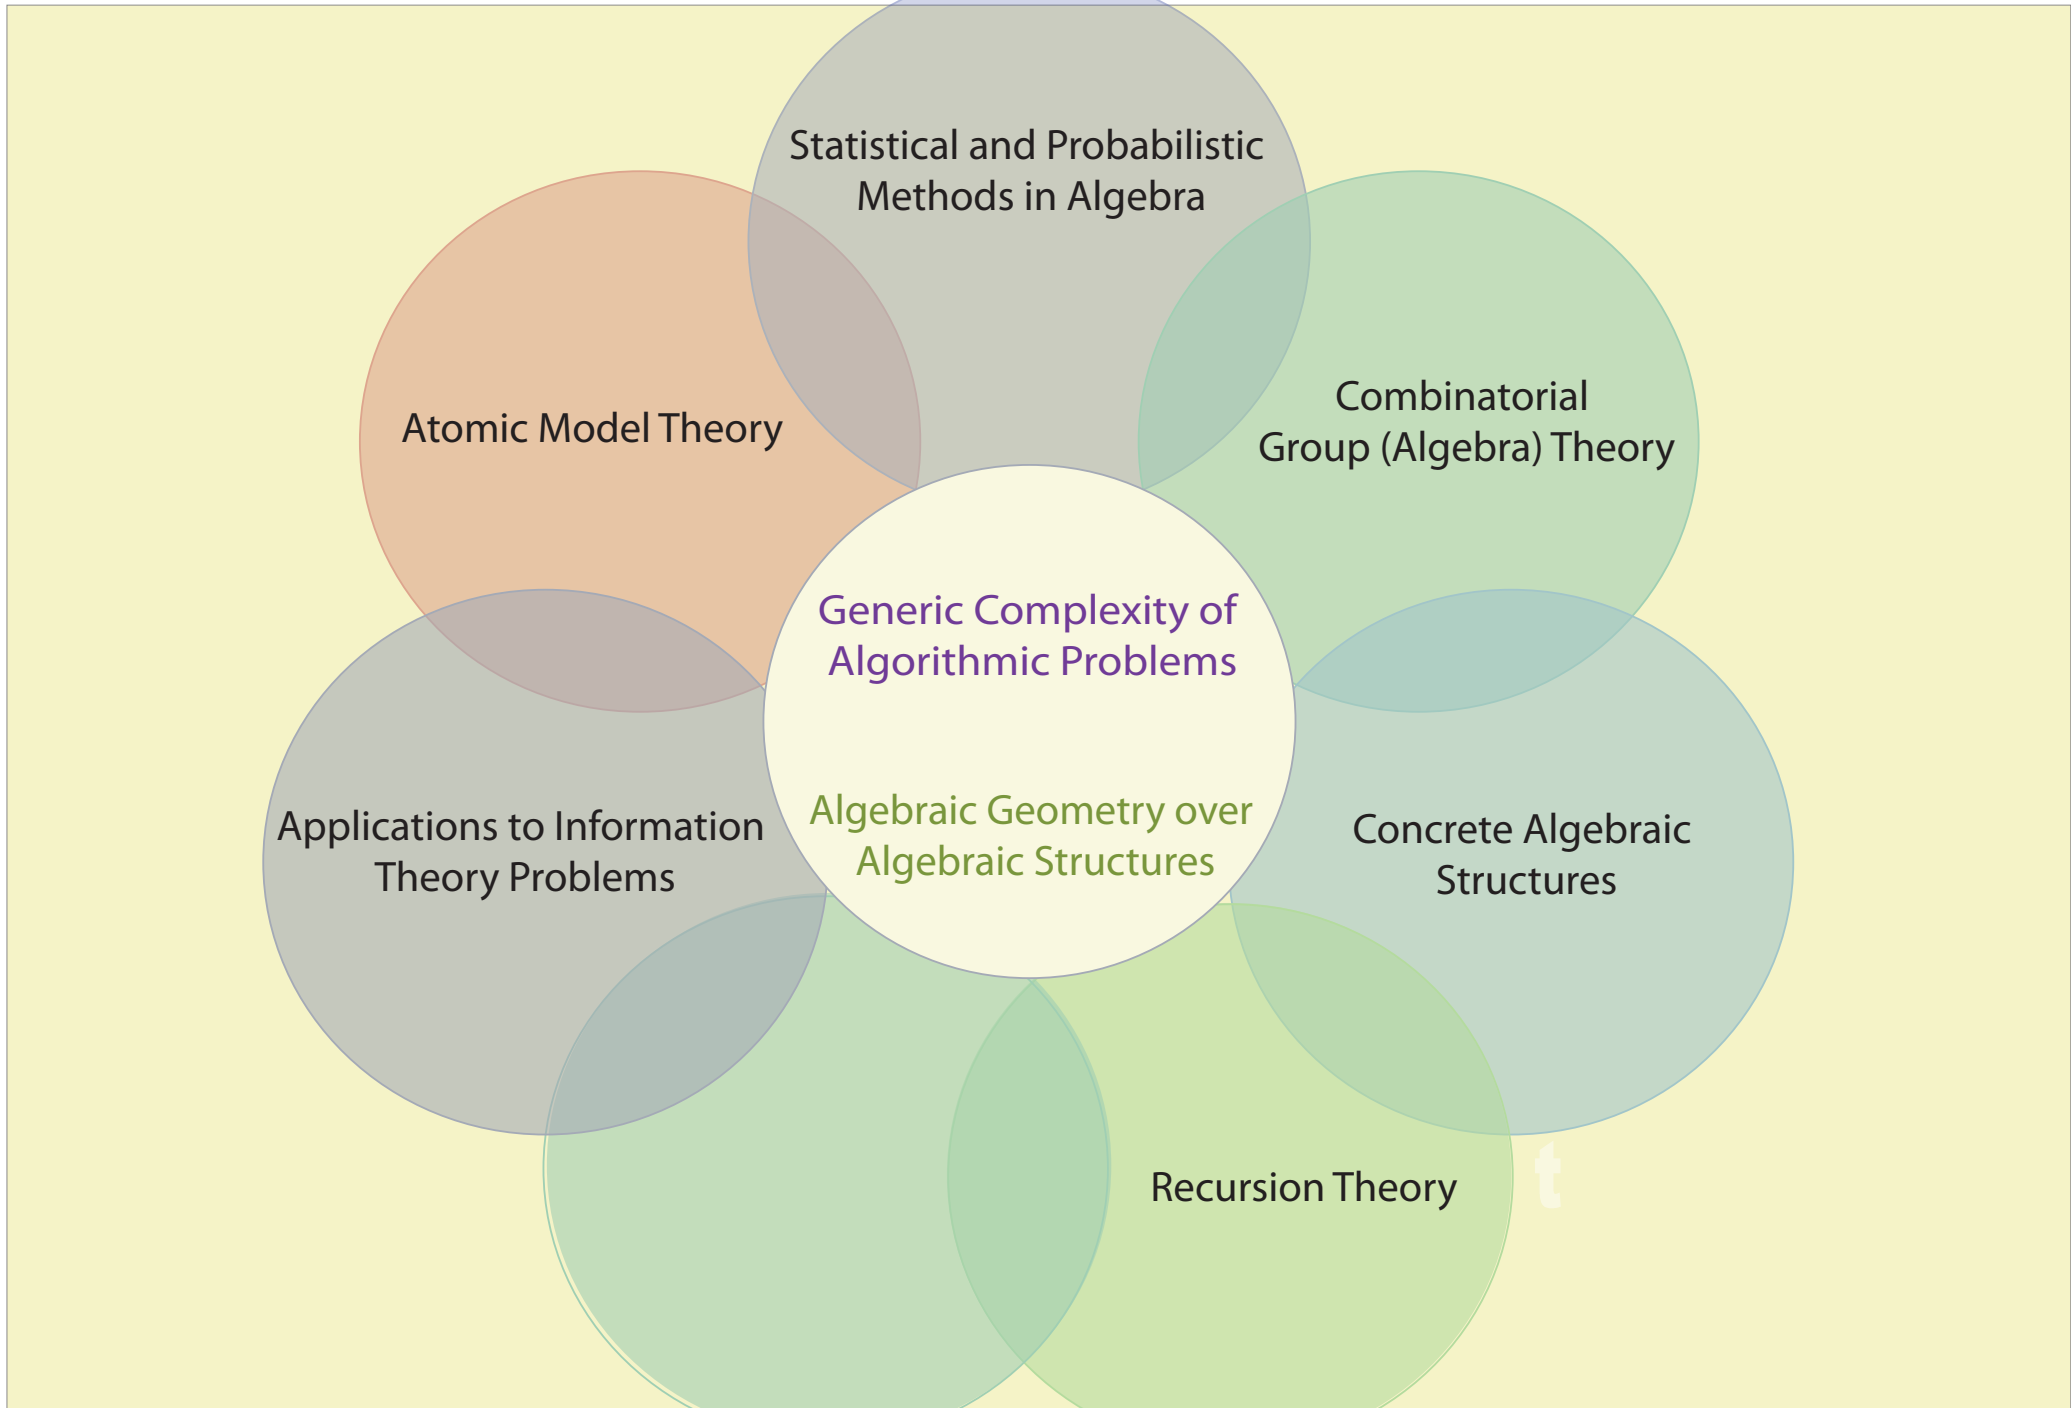 Statistical and Probabilistic
Methods in Algebra
Atomic Model Theory
Combinatorial
Group (Algebra) Theory
Generic Complexity of
Algorithmic Problems
Algebraic Geometry over
Algebraic Structures
Applications to Information
Theory Problems
Concrete Algebraic
Structures
Recursion Theory
t